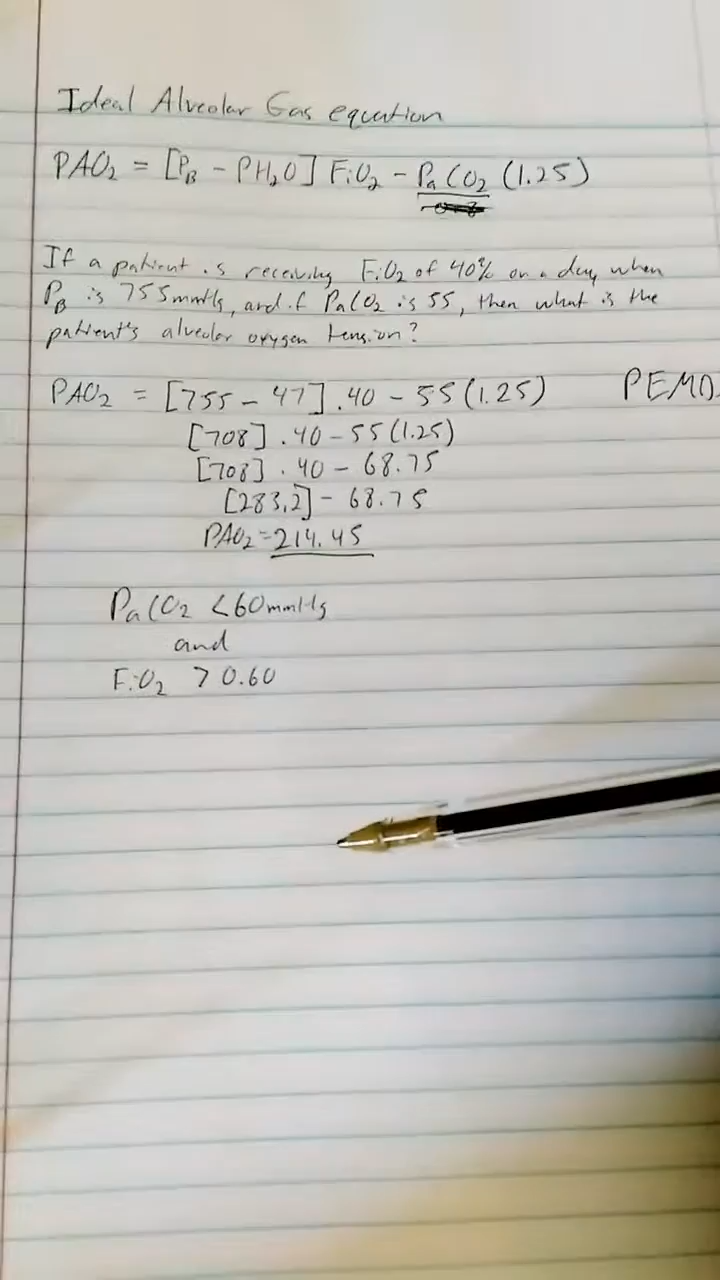 Ideal Alveolar Gas equation
PAO₂ = [P_B - PH₂O] FiO₂ - PaCO₂ (1.25)
If a patient is receiving FiO₂ of 40% on a day when
P_B is 755mmHg, and if PaCO₂ is 55, then what is the
patient's alveolar oxygen tension?
PAO₂ = [755 - 47] .40 - 55(1.25) PEMD
[708] .40 - 55(1.25)
[708] .40 - 68.75
[283.2] - 68.75
PAO₂ = 214.45
PaCO₂ < 60mmHg
and
FiO₂ > 0.60